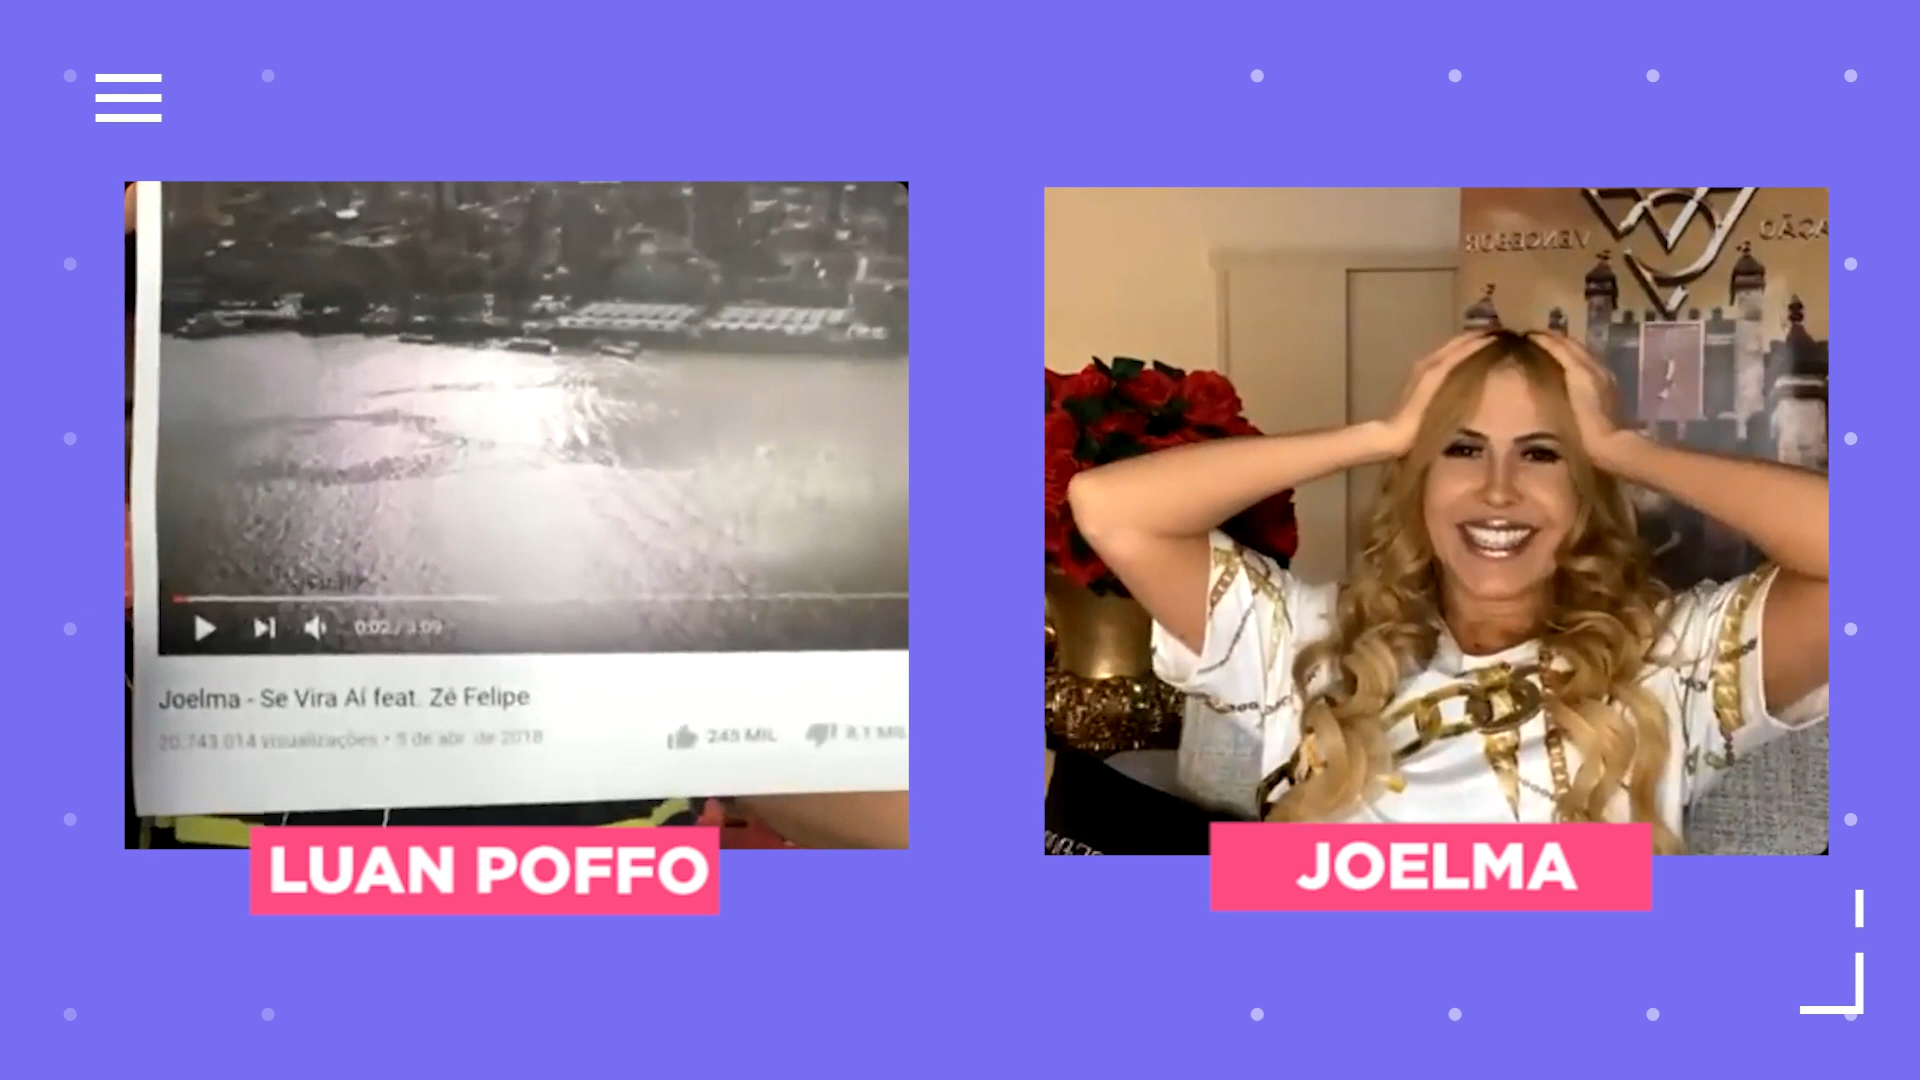 0:02 / 3:09
Joelma - Se Vira Aí feat. Zé Felipe
20.743.014 visualizações • 5 de abr. de 2018
245 MIL
LUAN POFFO
VENCEDOR
JOELMA